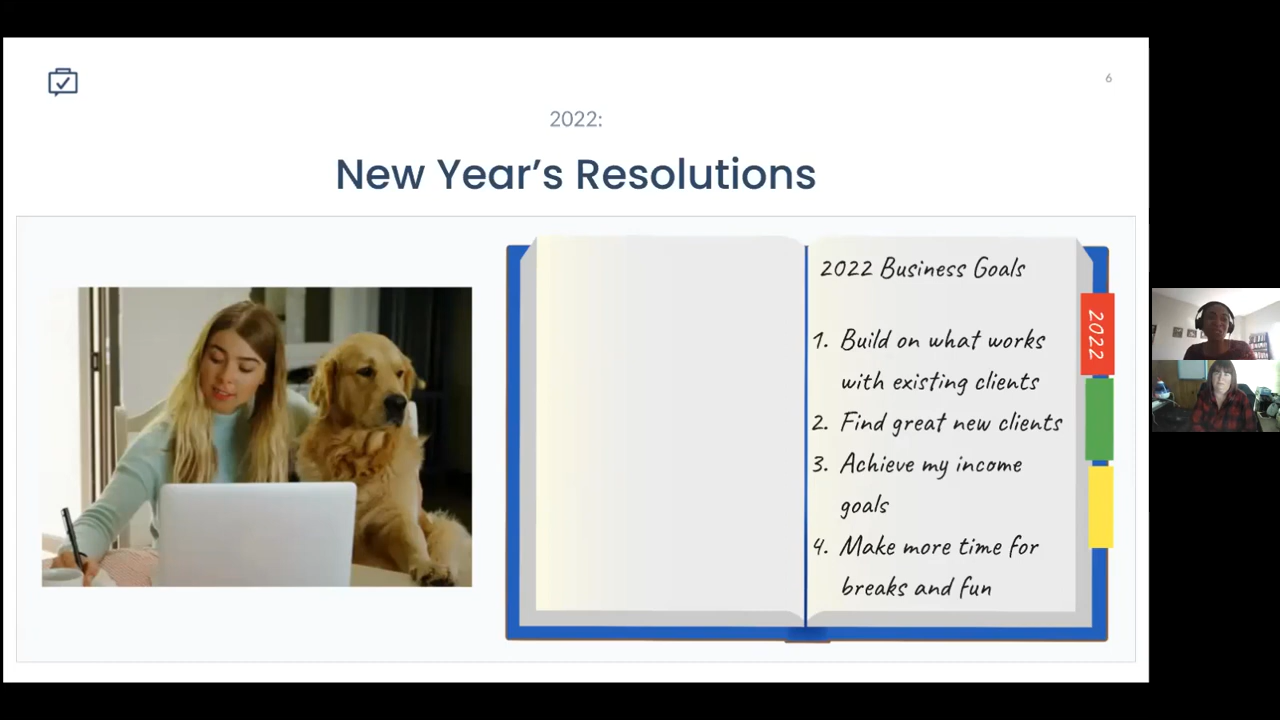 6
2022:
New Year's Resolutions
2022 Business Goals
1. Build on what works
with existing clients
2. Find great new clients
3. Achieve my income
goals
4. Make more time for
breaks and fun
2022